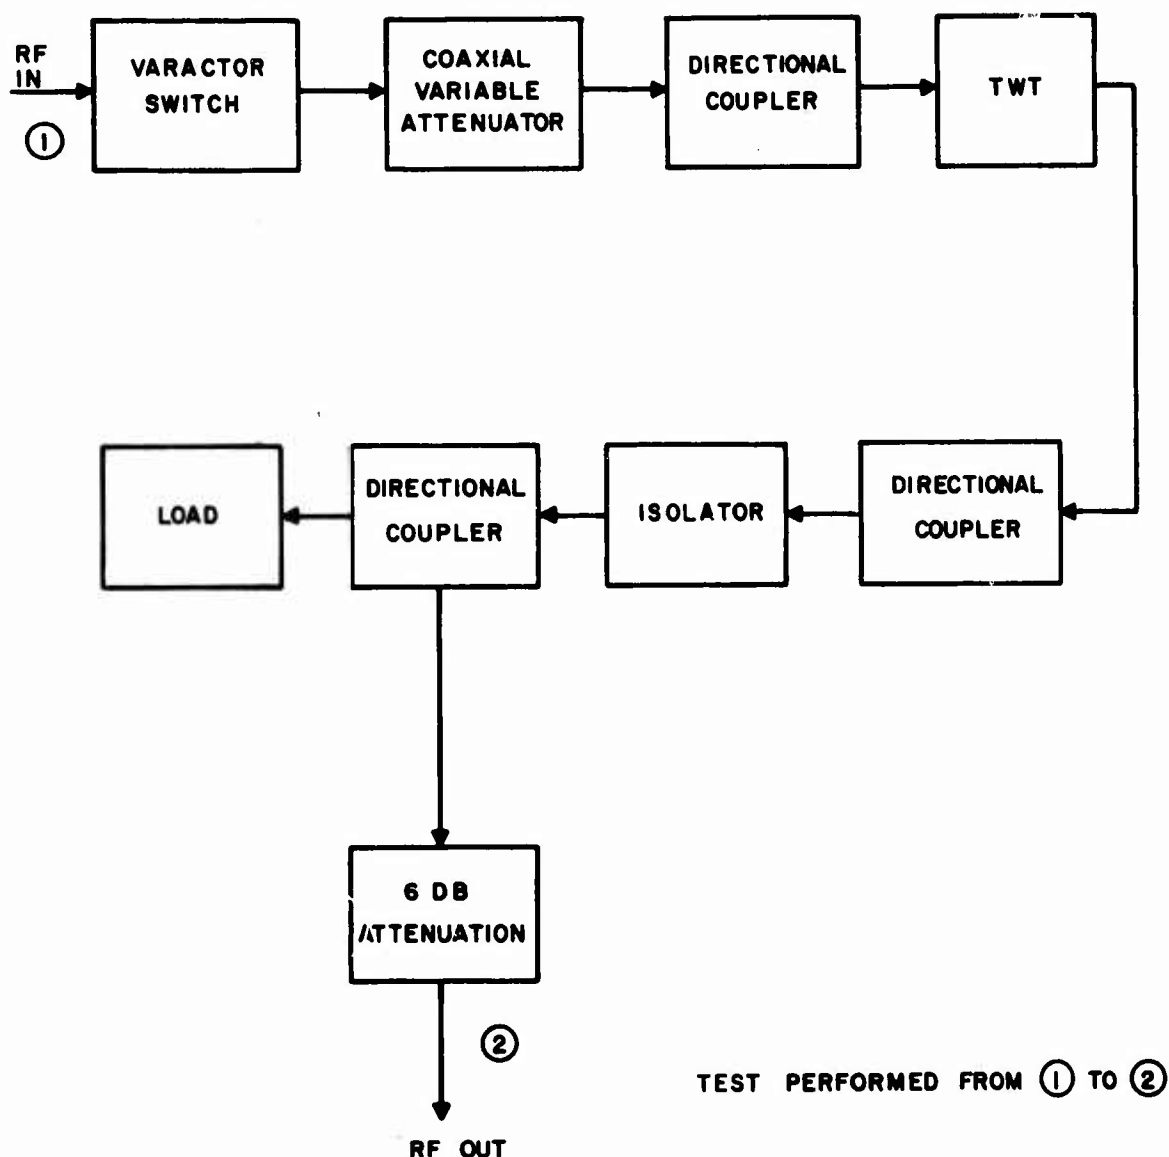 RF
IN
①
VARACTOR
SWITCH
COAXIAL
VARIABLE
ATTENUATOR
DIRECTIONAL
COUPLER
TWT
LOAD
DIRECTIONAL
COUPLER
ISOLATOR
DIRECTIONAL
COUPLER
6 DB
ATTENUATION
②
TEST PERFORMED FROM ① TO ②
RF OUT